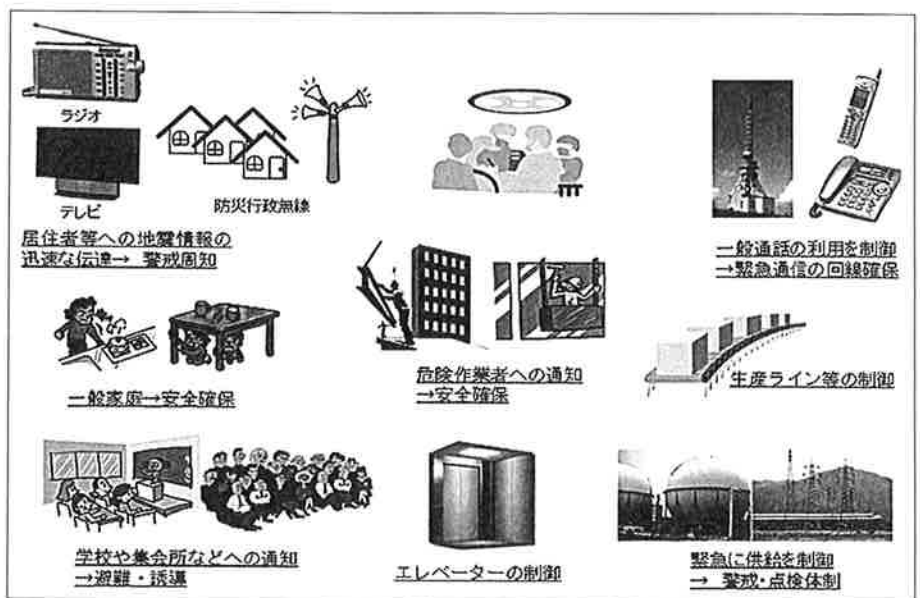 ラジオ
テレビ
防災行政無線
居住者等への地震情報の
迅速な伝達→ 警戒周知
一般通話の利用を制御
→緊急通信の回線確保
一般家庭→安全確保
危険作業者への通知
→安全確保
生産ライン等の制御
学校や集会所などへの通知
→避難・誘導
エレベーターの制御
緊急に供給を制御
→ 警戒・点検体制